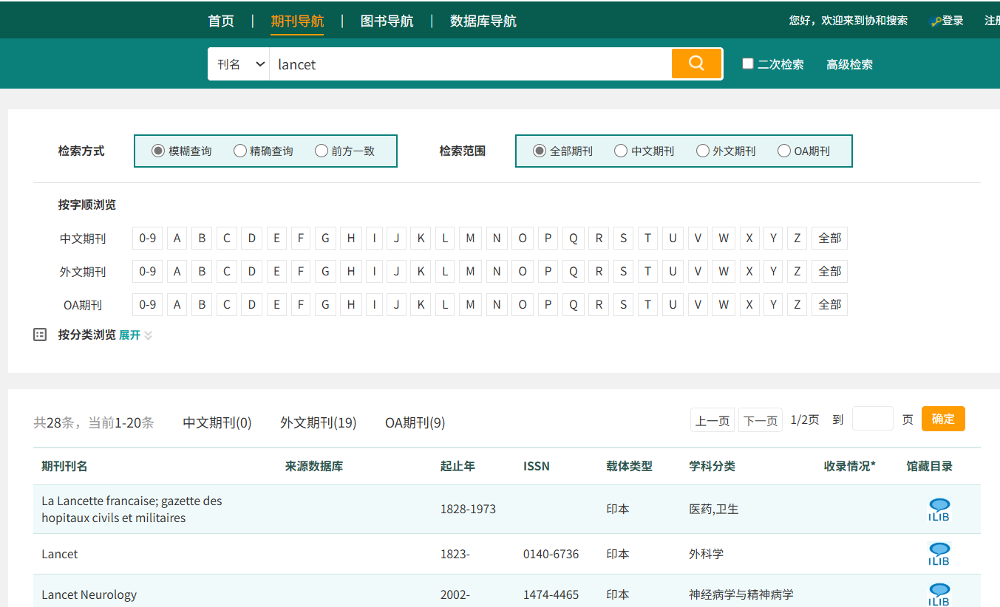 首页 | 期刊导航 | 图书导航 | 数据库导航 您好，欢迎来到协和搜索 登录 注册
刊名 lancet 二次检索 高级检索
检索方式 模糊查询 精确查询 前方一致 检索范围 全部期刊 中文期刊 外文期刊 OA期刊
按字顺浏览
中文期刊 0-9 A B C D E F G H I J K L M N O P Q R S T U V W X Y Z 全部
外文期刊 0-9 A B C D E F G H I J K L M N O P Q R S T U V W X Y Z 全部
OA期刊 0-9 A B C D E F G H I J K L M N O P Q R S T U V W X Y Z 全部
按分类浏览 展开
共28条，当前1-20条 中文期刊(0) 外文期刊(19) OA期刊(9) 上一页 下一页 1/2页 到 页 确定
期刊刊名 来源数据库 起止年 ISSN 载体类型 学科分类 收录情况* 馆藏目录
La Lancette francaise; gazette des
hopitaux civils et militaires 1828-1973 印本 医药,卫生 ILIB
Lancet 1823- 0140-6736 印本 外科学 ILIB
Lancet Neurology 2002- 1474-4465 印本 神经病学与精神病学 ILIB